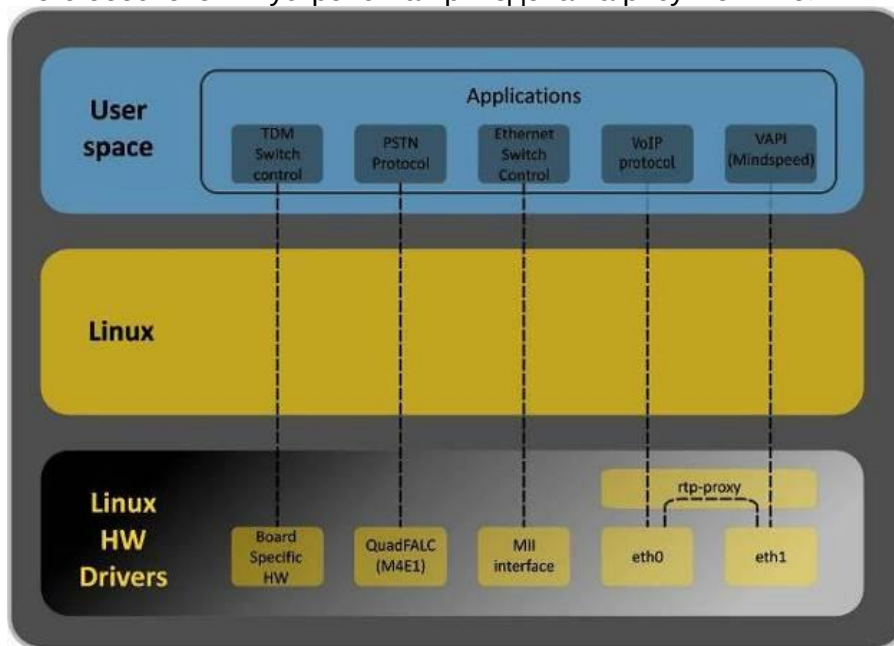 User
space
Applications
TDM
Switch
control
PSTN
Protocol
Ethernet
Switch
Control
VoIP
protocol
VAPI
(Mindspeed)
Linux
Linux
HW
Drivers
rtp-proxy
Board
Specific
HW
QuadFALC
(M4E1)
MII
interface
eth0
eth1